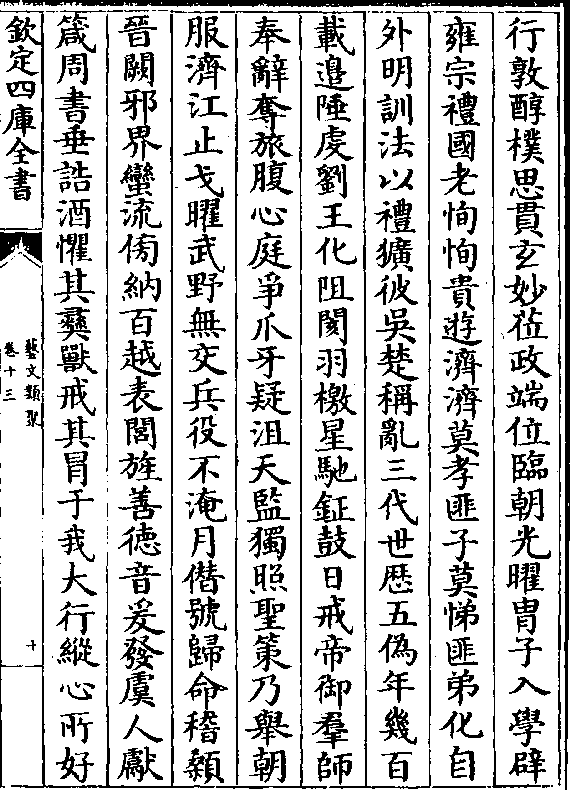 行敦醇樸思貫玄妙莅政端位臨朝光曜冑子入學辟
雍宗禮國老恂恂貴遊濟濟莫孝匪子莫悌匪弟化自
外明訓法以禮獷彼吳楚稱亂三代世歷五偽年幾百
載邉陲虔劉王化阻閡羽檄星馳鉦鼓日戒帝御羣師
奉辭奪旅腹心庭爭爪牙疑沮天監獨照聖策乃舉朝
服濟江止戈曜武野無交兵役不淹月僭號歸命稽顙
晉闕邪界蠻流傍納百越表閭旌善徳音爰發虞人獻
箴周書垂誥酒懼其彝獸戒其冒于我大行縱心所好
欽定四庫全書
藝文類聚
卷十三
十